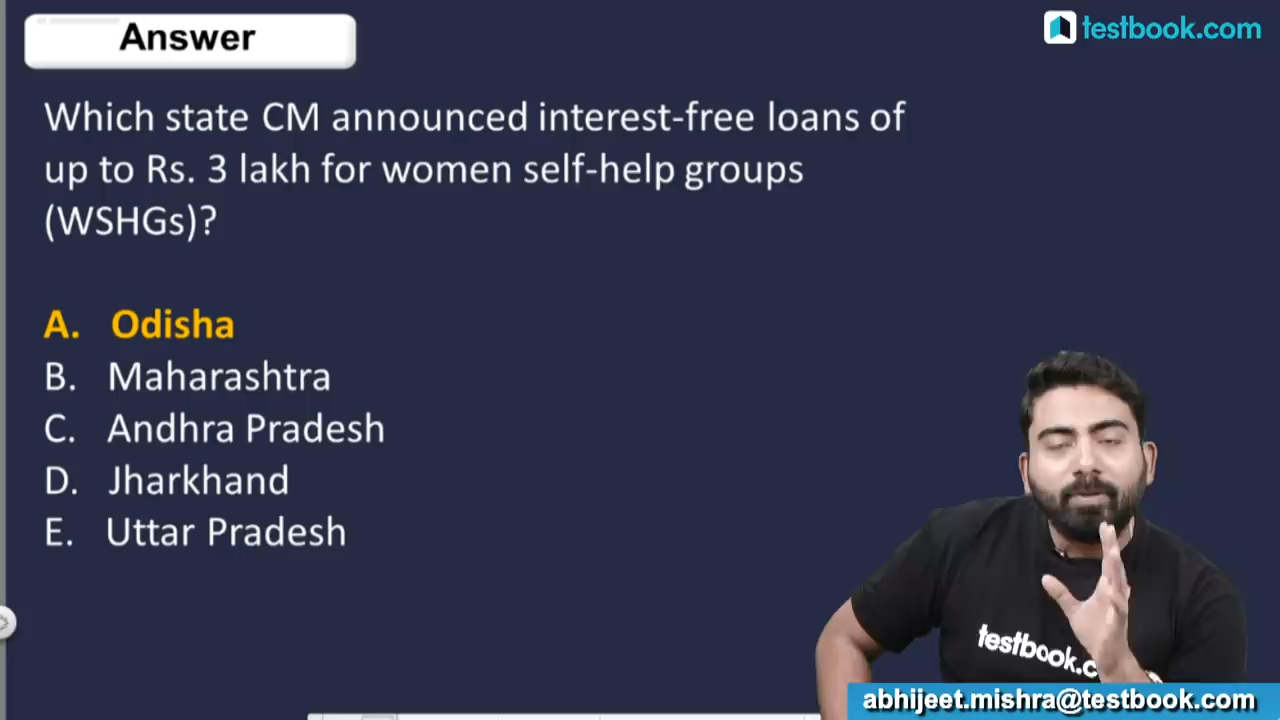 Answer
testbook.com
Which state CM announced interest-free loans of
up to Rs. 3 lakh for women self-help groups
(WSHGs)?
A. Odisha
B. Maharashtra
C. Andhra Pradesh
D. Jharkhand
E. Uttar Pradesh
testbook.c
abhijeet.mishra@testbook.com